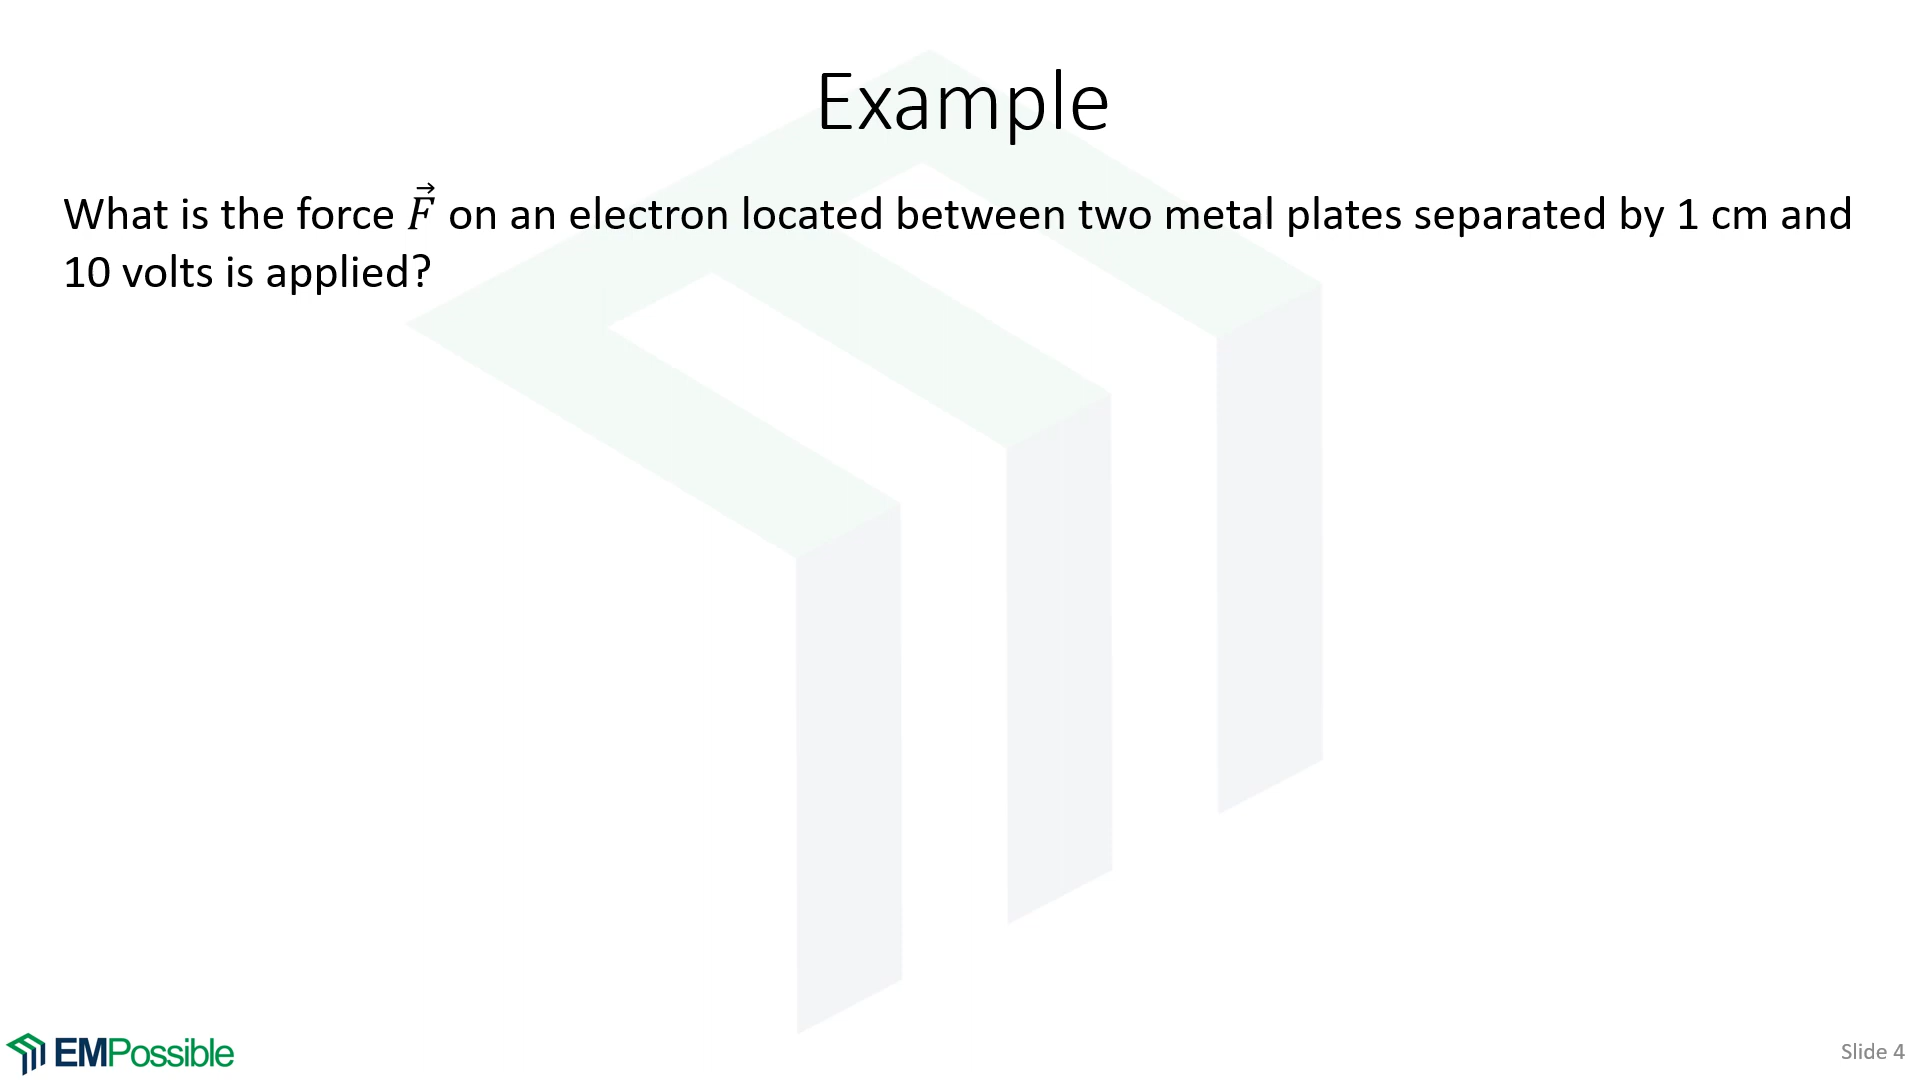 Example
What is the force F⃗ on an electron located between two metal plates separated by 1 cm and
10 volts is applied?
EMPossible
Slide 4